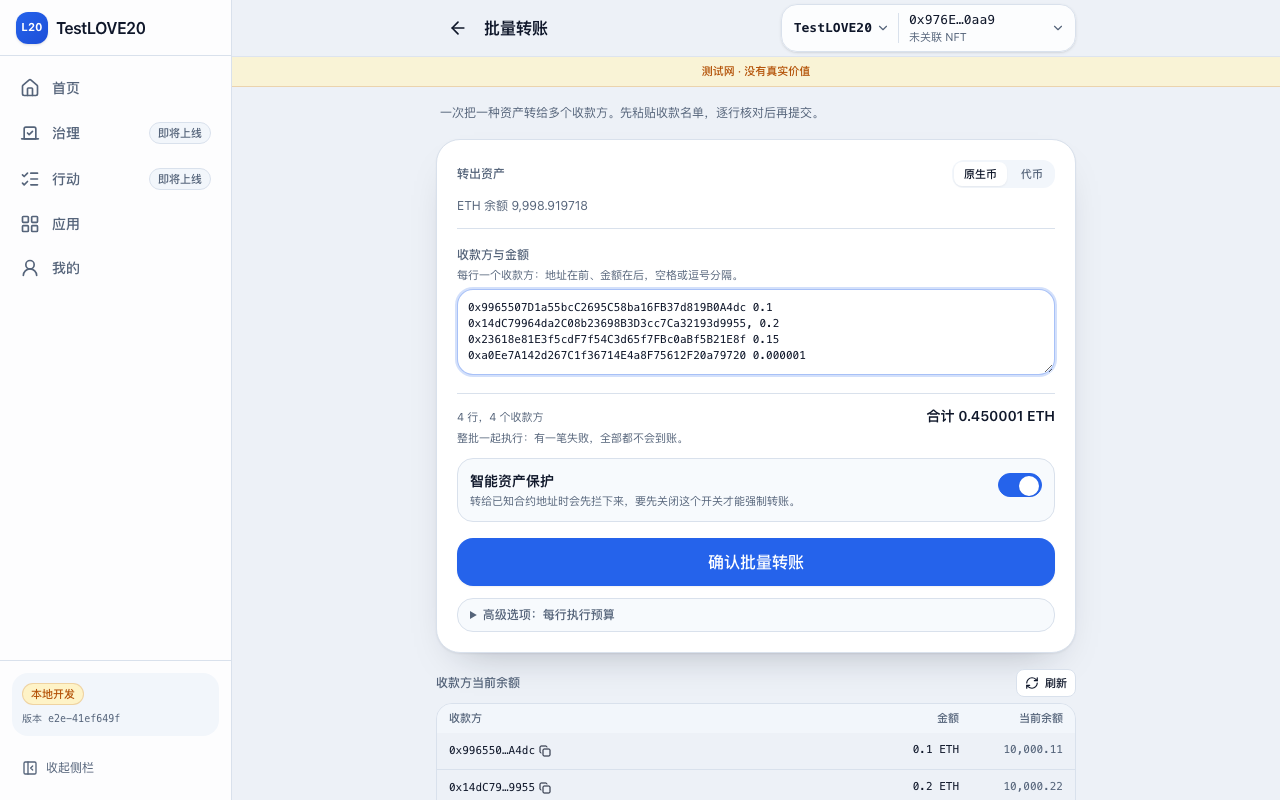 L20 TestLOVE20
首页
治理 即将上线
行动 即将上线
应用
我的
本地开发
版本 e2e-41ef649f
收起侧栏
批量转账
TestLOVE20
0x976E…0aa9
未关联 NFT
测试网 · 没有真实价值
一次把一种资产转给多个收款方。先粘贴收款名单，逐行核对后再提交。
转出资产 原生币 代币
ETH 余额 9,998.919718
收款方与金额
每行一个收款方：地址在前、金额在后，空格或逗号分隔。
0x9965507D1a55bcC2695C58ba16FB37d819B0A4dc 0.1
0x14dC79964da2C08b23698B3D3cc7Ca32193d9955, 0.2
0x23618e81E3f5cdF7f54C3d65f7FBc0aBf5B21E8f 0.15
0xa0Ee7A142d267C1f36714E4a8F75612F20a79720 0.000001
4 行，4 个收款方 合计 0.450001 ETH
整批一起执行：有一笔失败，全部都不会到账。
智能资产保护
转给已知合约地址时会先拦下来，要先关闭这个开关才能强制转账。
确认批量转账
高级选项：每行执行预算
收款方当前余额 刷新
收款方 金额 当前余额
0x996550…A4dc 0.1 ETH 10,000.11
0x14dC79…9955 0.2 ETH 10,000.22